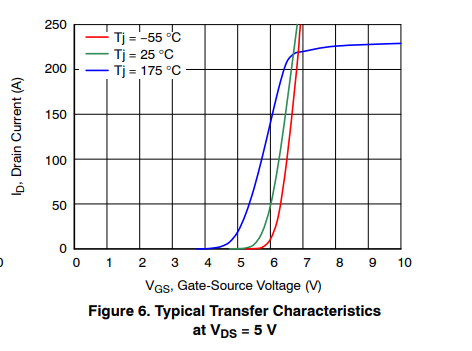 250
200
150
100
50
0
Tj = −55 °C
Tj = 25 °C
Tj = 175 °C
ID, Drain Current (A)
0 1 2 3 4 5 6 7 8 9 10
VGS, Gate-Source Voltage (V)
Figure 6. Typical Transfer Characteristics
at VDS = 5 V